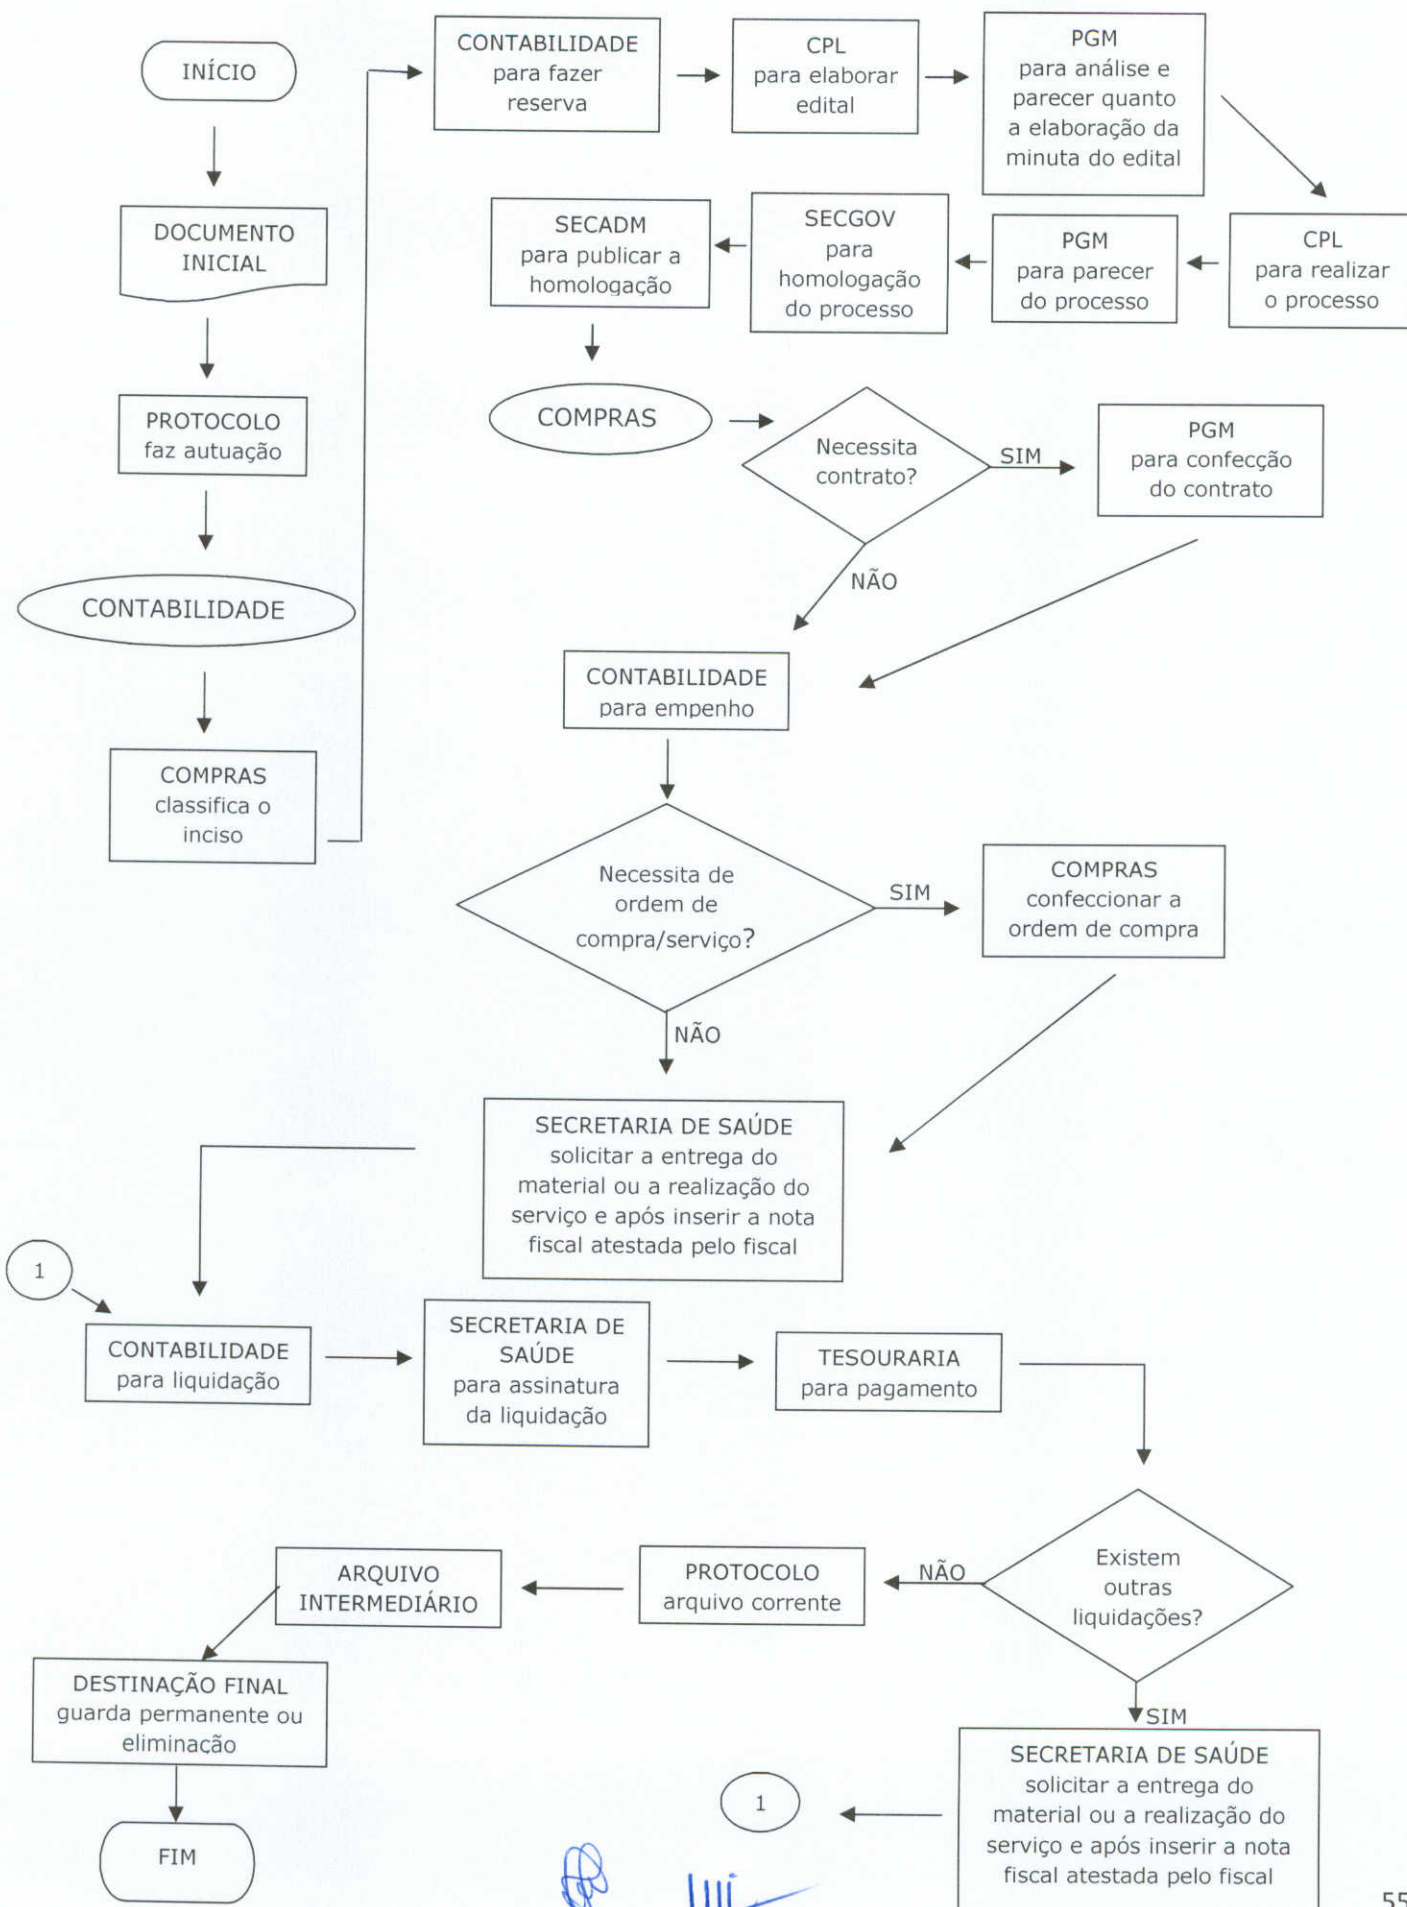 INÍCIO
DOCUMENTO
INICIAL
PROTOCOLO
faz autuação
CONTABILIDADE
COMPRAS
classifica o
inciso
CONTABILIDADE
para fazer
reserva
CPL
para elaborar
edital
PGM
para análise e
parecer quanto
a elaboração da
minuta do edital
CPL
para realizar
o processo
PGM
para parecer
do processo
SECGOV
para
homologação
do processo
SECADM
para publicar a
homologação
COMPRAS
Necessita
contrato?
SIM
PGM
para confecção
do contrato
NÃO
CONTABILIDADE
para empenho
Necessita de
ordem de
compra/serviço?
SIM
COMPRAS
confeccionar a
ordem de compra
NÃO
SECRETARIA DE SAÚDE
solicitar a entrega do
material ou a realização do
serviço e após inserir a nota
fiscal atestada pelo fiscal
1
CONTABILIDADE
para liquidação
SECRETARIA DE
SAÚDE
para assinatura
da liquidação
TESOURARIA
para pagamento
Existem
outras
liquidações?
NÃO
PROTOCOLO
arquivo corrente
ARQUIVO
INTERMEDIÁRIO
DESTINAÇÃO FINAL
guarda permanente ou
eliminação
FIM
SIM
SECRETARIA DE SAÚDE
solicitar a entrega do
material ou a realização do
serviço e após inserir a nota
fiscal atestada pelo fiscal
1
55